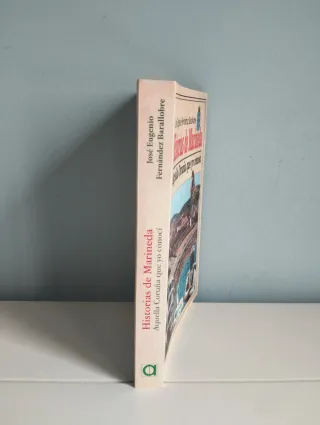 José Eugenio
Fernández Barallobre
Historias de Marineda
Aquella Coruña que yo conocí